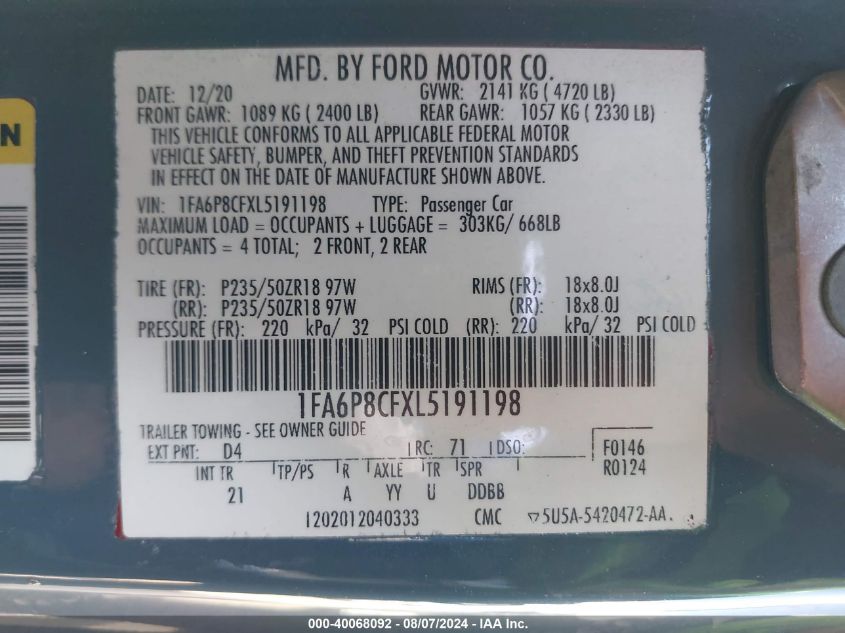 MFD. BY FORD MOTOR CO.
DATE: 12/20 GVWR: 2141 KG ( 4720 LB)
FRONT GAWR: 1089 KG ( 2400 LB) REAR GAWR: 1057 KG ( 2330 LB)
THIS VEHICLE CONFORMS TO ALL APPLICABLE FEDERAL MOTOR
VEHICLE SAFETY, BUMPER, AND THEFT PREVENTION STANDARDS
IN EFFECT ON THE DATE OF MANUFACTURE SHOWN ABOVE.
VIN: 1FA6P8CFXL5191198 TYPE: Passenger Car
MAXIMUM LOAD = OCCUPANTS + LUGGAGE = 303KG/ 668LB
OCCUPANTS = 4 TOTAL; 2 FRONT, 2 REAR
TIRE (FR): P235/50ZR18 97W RIMS (FR): 18x8.0J
(RR): P235/50ZR18 97W (RR): 18x8.0J
PRESSURE (FR): 220 kPa/ 32 PSI COLD (RR): 220 kPa/ 32 PSI COLD
1FA6P8CFXL5191198
TRAILER TOWING - SEE OWNER GUIDE
EXT PNT: D4 RC: 71 DSO: F0146
R0124
INT TR TP/PS R AXLE TR SPR
21 A YY U DDBB
1202012040333 CMC ▽5U5A-5420472-AA.
000-40068092 - 08/07/2024 - IAAI Inc.